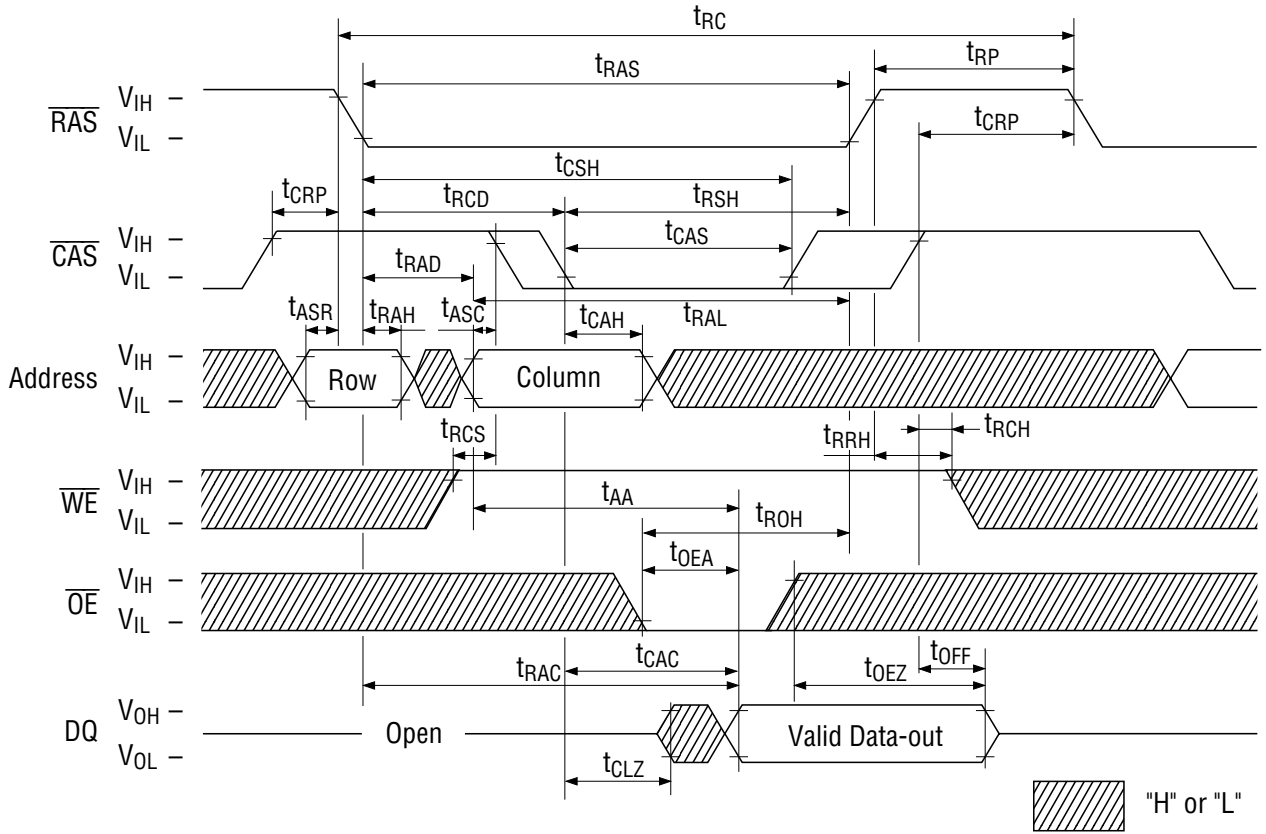 tRC
tRP
tRAS
RAS
VIH –
VIL –
tCRP
tCSH
tCRP
tRCD
tRSH
CAS
VIH –
VIL –
tCAS
tRAD
tASR
tRAH
tASC
tCAH
tRAL
Address
VIH –
VIL –
Row
Column
tRCS
tRRH
tRCH
WE
VIH –
VIL –
tAA
tROH
tOEA
OE
VIH –
VIL –
tRAC
tCAC
tOEZ
tOFF
DQ
VOH –
VOL –
Open
Valid Data-out
tCLZ
"H" or "L"